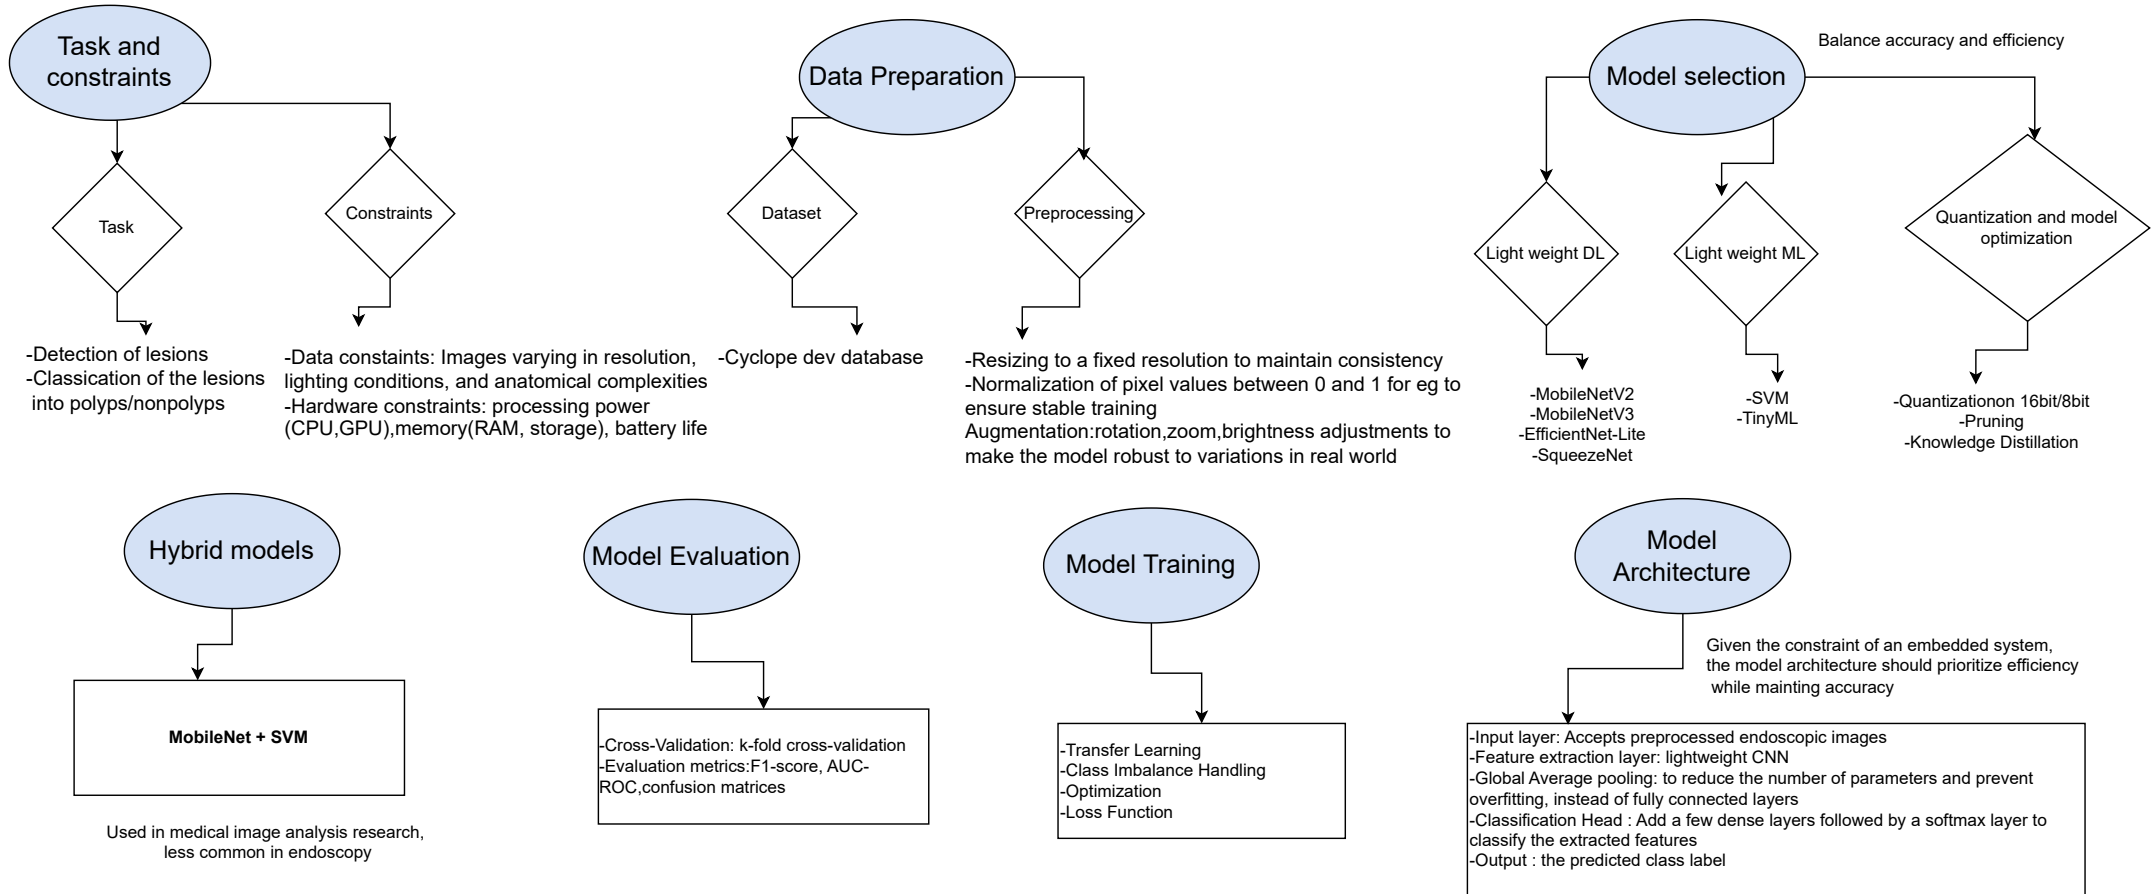 Task and
constraints
Task
Constraints
-Detection of lesions
-Classication of the lesions
into polyps/nonpolyps
-Data constaints: Images varying in resolution,
lighting conditions, and anatomical complexities
-Hardware constraints: processing power
(CPU,GPU),memory(RAM, storage), battery life
Data Preparation
Dataset
Preprocessing
-Cyclope dev database
-Resizing to a fixed resolution to maintain consistency
-Normalization of pixel values between 0 and 1 for eg to
ensure stable training
Augmentation:rotation,zoom,brightness adjustments to
make the model robust to variations in real world
Model selection
Balance accuracy and efficiency
Light weight DL
Light weight ML
Quantization and model
optimization
-MobileNetV2
-MobileNetV3
-EfficientNet-Lite
-SqueezeNet
-SVM
-TinyML
-Quantizationon 16bit/8bit
-Pruning
-Knowledge Distillation
Hybrid models
MobileNet + SVM
Used in medical image analysis research,
less common in endoscopy
Model Evaluation
-Cross-Validation: k-fold cross-validation
-Evaluation metrics:F1-score, AUC-
ROC,confusion matrices
Model Training
-Transfer Learning
-Class Imbalance Handling
-Optimization
-Loss Function
Model
Architecture
Given the constraint of an embedded system,
the model architecture should prioritize efficiency
while mainting accuracy
-Input layer: Accepts preprocessed endoscopic images
-Feature extraction layer: lightweight CNN
-Global Average pooling: to reduce the number of parameters and prevent
overfitting, instead of fully connected layers
-Classification Head : Add a few dense layers followed by a softmax layer to
classify the extracted features
-Output : the predicted class label